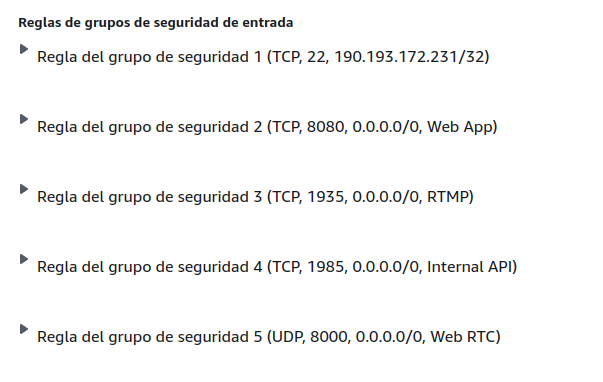 Reglas de grupos de seguridad de entrada
Regla del grupo de seguridad 1 (TCP, 22, 190.193.172.231/32)
Regla del grupo de seguridad 2 (TCP, 8080, 0.0.0.0/0, Web App)
Regla del grupo de seguridad 3 (TCP, 1935, 0.0.0.0/0, RTMP)
Regla del grupo de seguridad 4 (TCP, 1985, 0.0.0.0/0, Internal API)
Regla del grupo de seguridad 5 (UDP, 8000, 0.0.0.0/0, Web RTC)